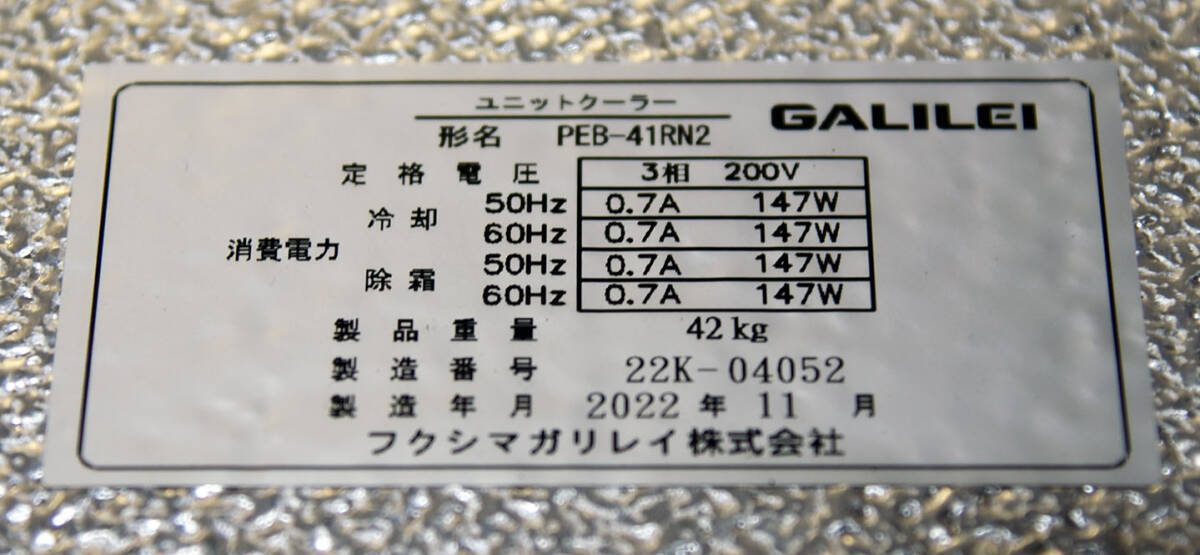 ユニットクーラー
GALILEI
形名 PEB-41RN2
定格電圧 3相 200V
冷却 50Hz 0.7A 147W
60Hz 0.7A 147W
消費電力
除霜 50Hz 0.7A 147W
60Hz 0.7A 147W
製品重量 42kg
製造番号 22K-04052
製造年月 2022年11月
フクシマガリレイ株式会社